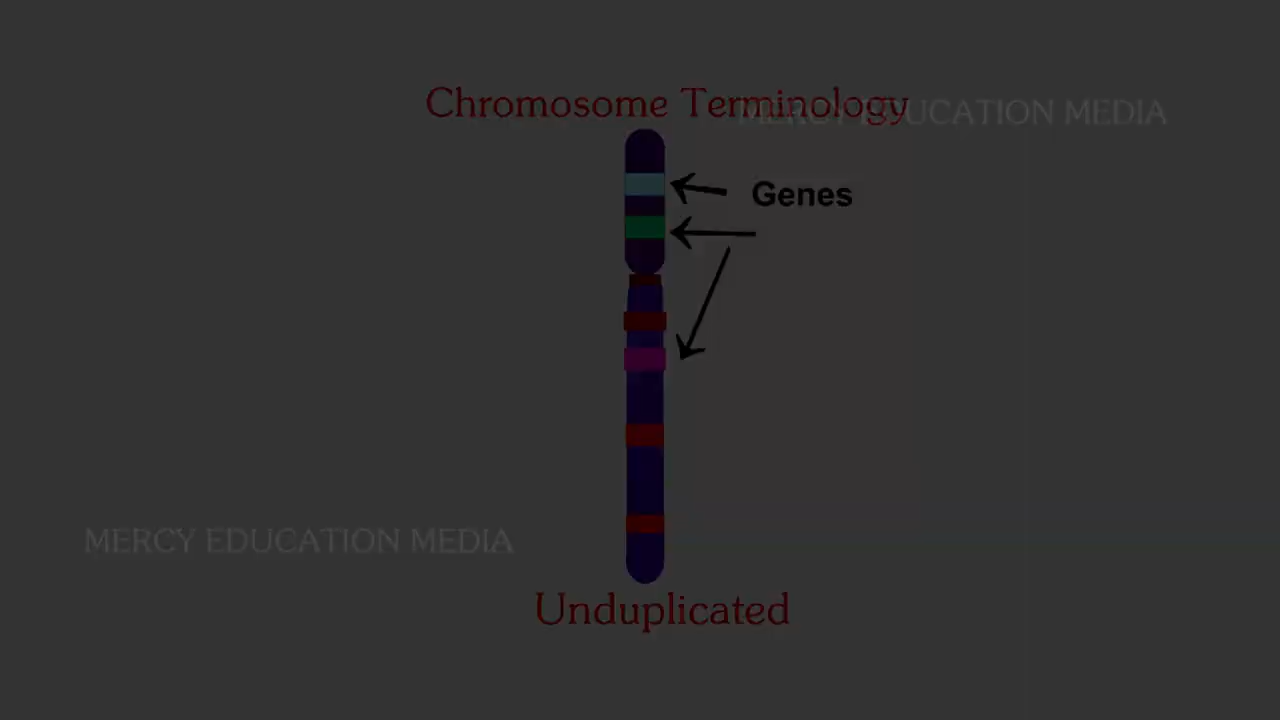 Chromosome Terminology
MERCY EDUCATION MEDIA
Genes
MERCY EDUCATION MEDIA
Unduplicated